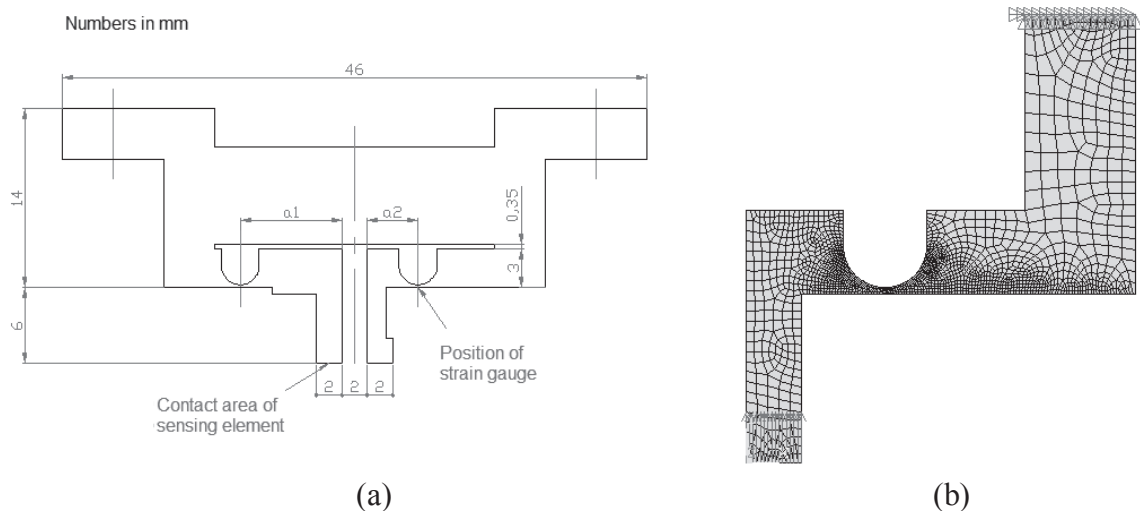 Numbers in mm
46
14
a1
a2
0,35
3
6
2
2
2
Position of
strain gauge
Contact area of
sensing element
(a)
(b)